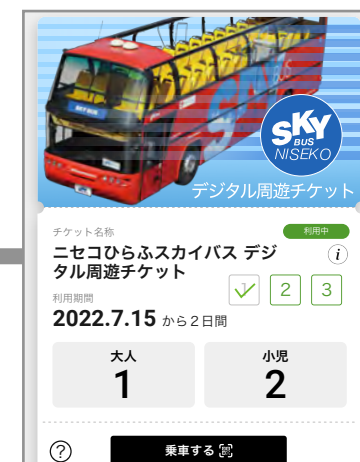 SKY BUS
SKY
BUS
NISEKO
デジタル周遊チケット
チケット名称
利用中
ニセコひらふスカイバス デジ
タル周遊チケット
i
利用期間
1 2 3
2022.7.15 から2日間
大人
小児
1
2
?
乗車する